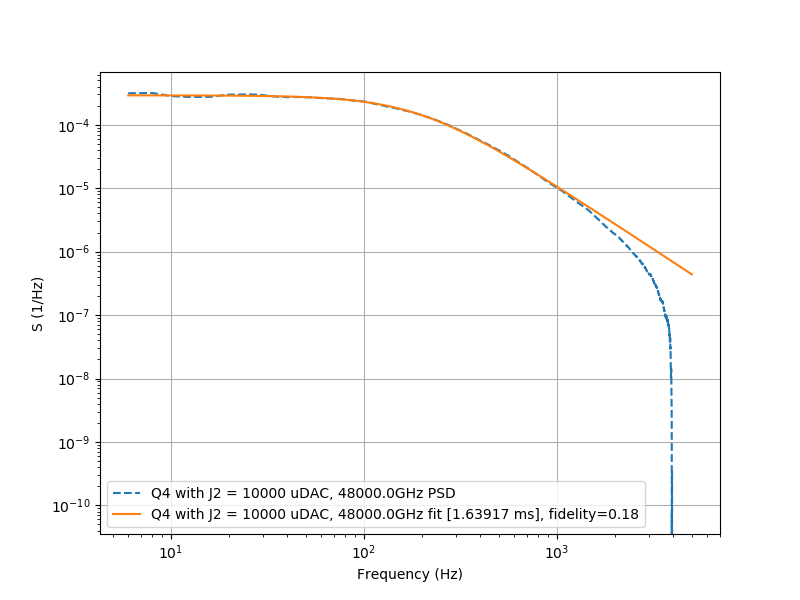 S (1/Hz)
10⁻⁴
10⁻⁵
10⁻⁶
10⁻⁷
10⁻⁸
10⁻⁹
10⁻¹⁰
Q4 with J2 = 10000 uDAC, 48000.0GHz PSD
Q4 with J2 = 10000 uDAC, 48000.0GHz fit [1.63917 ms], fidelity=0.18
10¹ 10² 10³
Frequency (Hz)